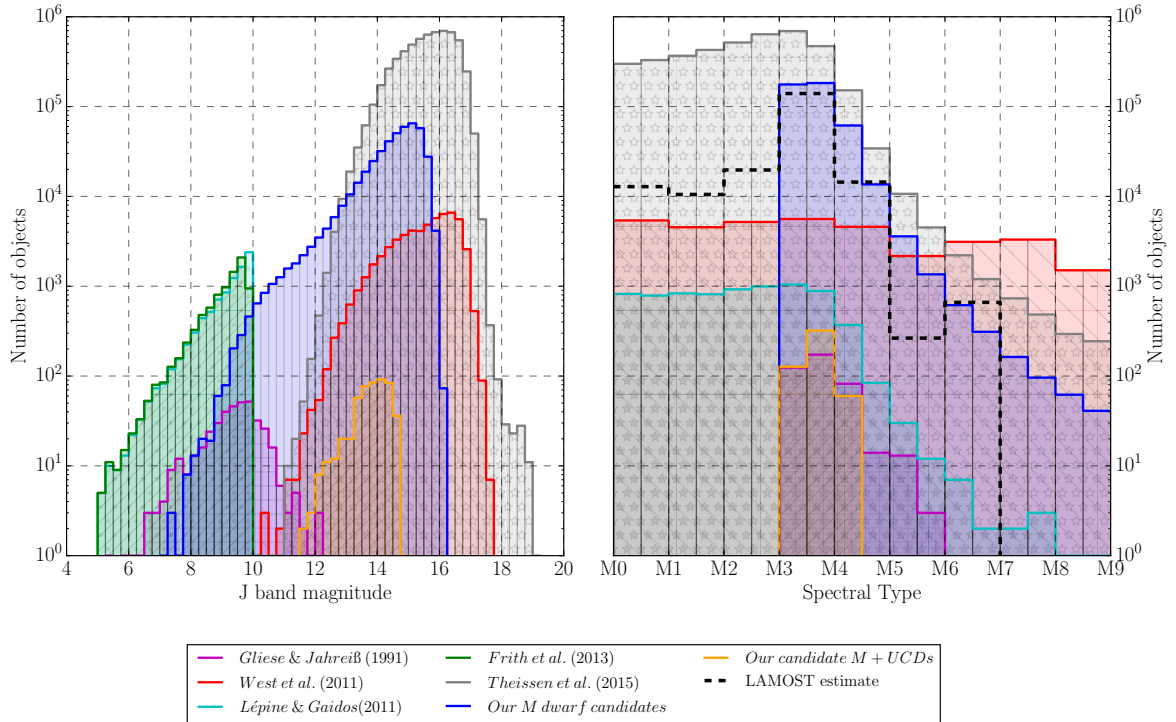 10^6
10^5
10^4
10^3
10^2
10^1
10^0
Number of objects
4 6 8 10 12 14 16 18 20
J band magnitude
M0 M1 M2 M3 M4 M5 M6 M7 M8 M9
Spectral Type
10^6
10^5
10^4
10^3
10^2
10^1
10^0
Number of objects
Gliese & Jahreiß (1991)
West et al. (2011)
Lépine & Gaidos(2011)
Frith et al. (2013)
Theissen et al. (2015)
Our M dwarf candidates
Our candidate M + UCDs
LAMOST estimate